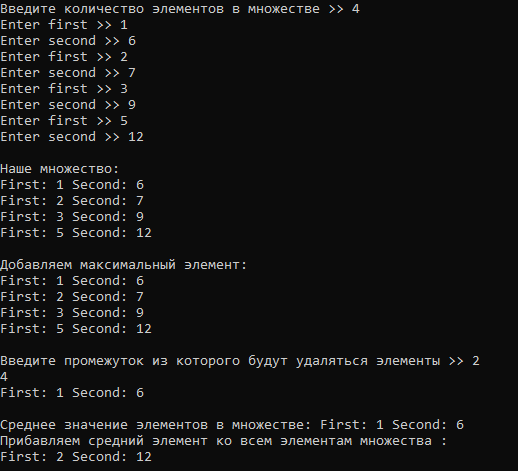 Введите количество элементов в множестве >> 4
Enter first >> 1
Enter second >> 6
Enter first >> 2
Enter second >> 7
Enter first >> 3
Enter second >> 9
Enter first >> 5
Enter second >> 12
Наше множество:
First: 1 Second: 6
First: 2 Second: 7
First: 3 Second: 9
First: 5 Second: 12
Добавляем максимальный элемент:
First: 1 Second: 6
First: 2 Second: 7
First: 3 Second: 9
First: 5 Second: 12
Введите промежуток из которого будут удаляться элементы >> 2
4
First: 1 Second: 6
Среднее значение элементов в множестве: First: 1 Second: 6
Прибавляем средний элемент ко всем элементам множества :
First: 2 Second: 12